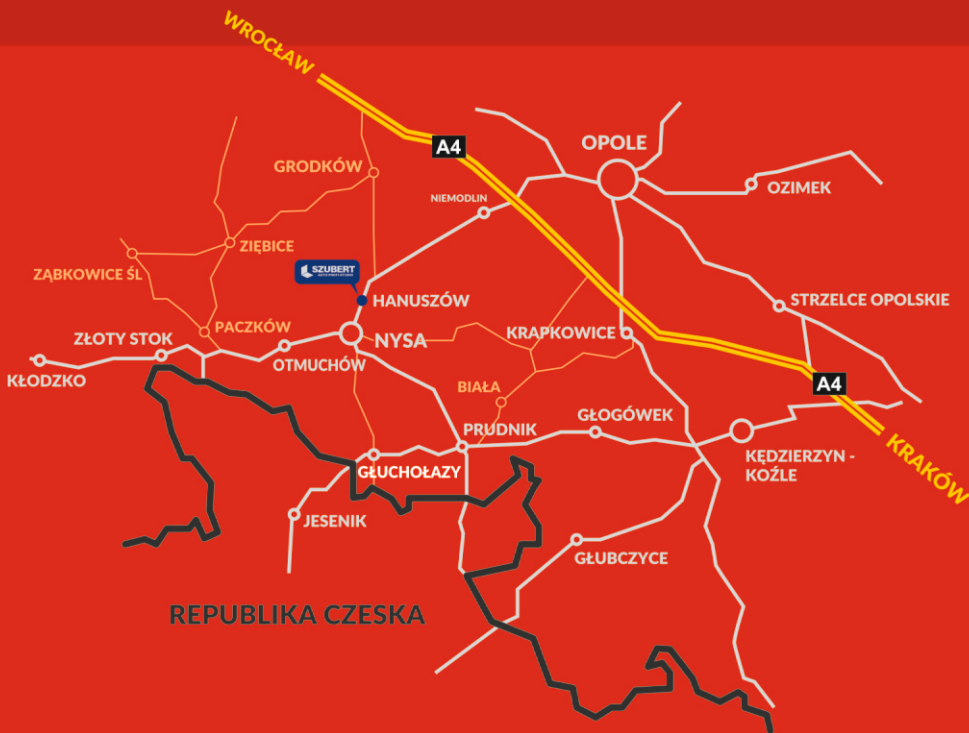 WROCŁAW
A4
OPOLE
GRODKÓW
OZIMEK
NIEMODLIN
ZIĘBICE
ZĄBKOWICE ŚL
SZUBERT
HANUSZÓW
STRZELCE OPOLSKIE
PACZKÓW
KRAPKOWICE
ZŁOTY STOK
NYSA
OTMUCHÓW
KŁODZKO
BIAŁA
A4
GŁOGÓWEK
PRUDNIK
KRAKÓW
KĘDZIERZYN -
KOŹLE
GŁUCHOŁAZY
JESENIK
GŁUBCZYCE
REPUBLIKA CZESKA